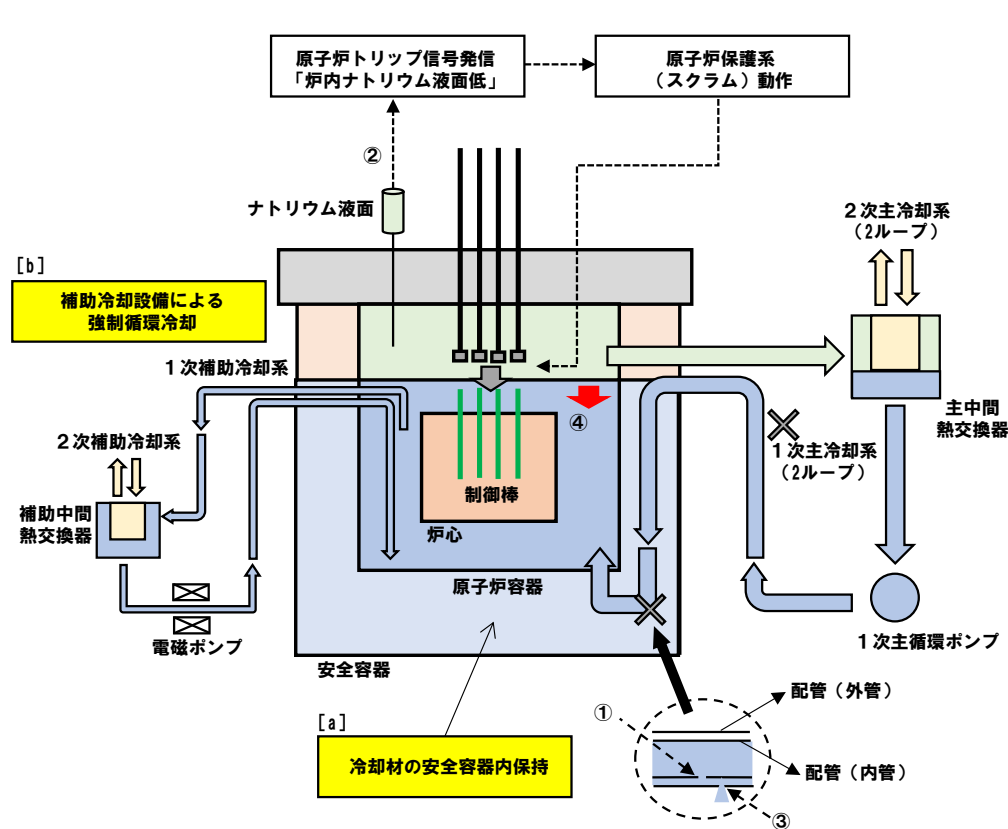 原子炉トリップ信号発信
「炉内ナトリウム液面低」
原子炉保護系
(スクラム)動作
②
ナトリウム液面
2次主冷却系
(2ループ)
[b]
補助冷却設備による
強制循環冷却
1次補助冷却系
④
主中間
熱交換器
1次主冷却系
(2ループ)
2次補助冷却系
制御棒
補助中間
熱交換器
炉心
原子炉容器
電磁ポンプ
1次主循環ポンプ
安全容器
配管(外管)
[a]
①
冷却材の安全容器内保持
配管(内管)
③